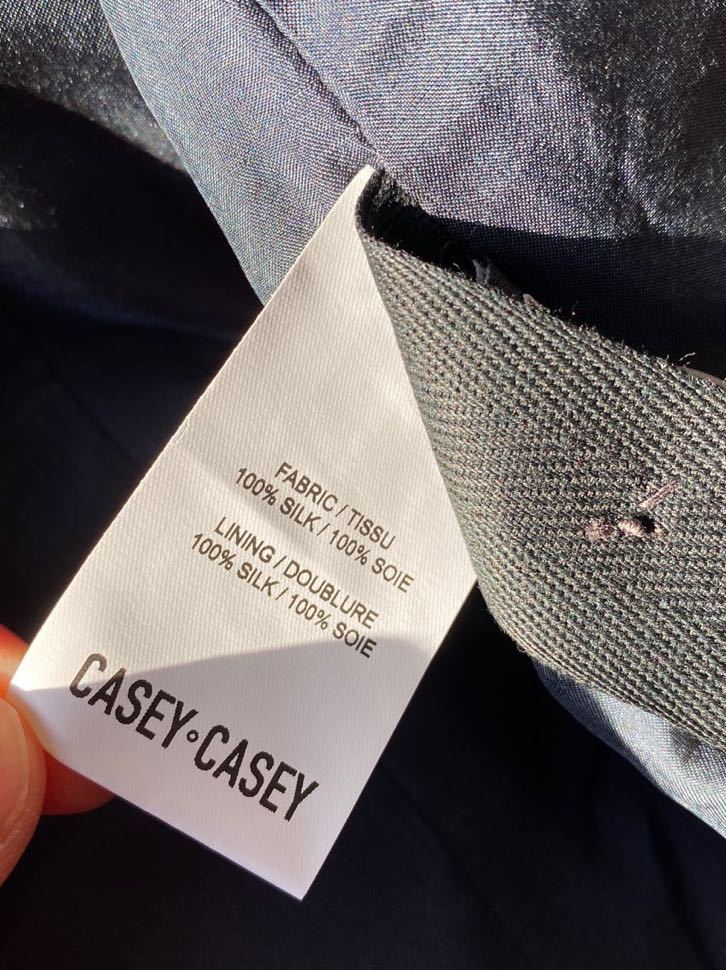 FABRIC / TISSU
100% SILK / 100% SOIE
LINING / DOUBLURE
100% SILK / 100% SOIE
CASEY∘CASEY